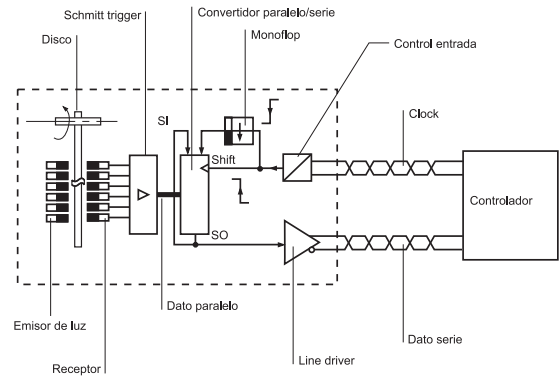 Schmitt trigger
Convertidor paralelo/serie
Disco
Monoflop
Control entrada
SI
Clock
Shift
Controlador
SO
Dato paralelo
Emisor de luz
Receptor
Line driver
Dato serie